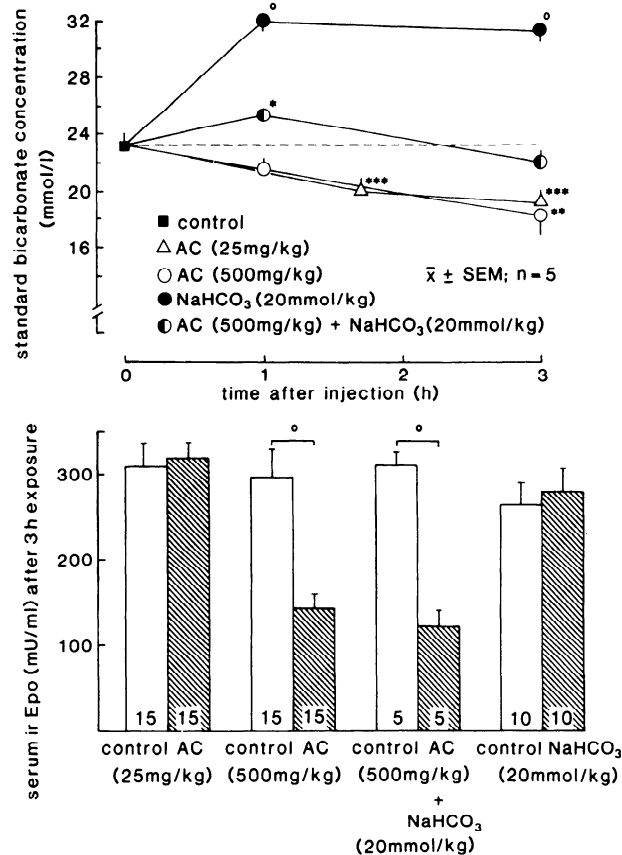 standard bicarbonate concentration
(mmol/l)
32
28
24
20
16
°
°
*
***
***
**
control
AC (25mg/kg)
AC (500mg/kg)
NaHCO₃(20mmol/kg)
AC (500mg/kg) + NaHCO₃(20mmol/kg)
x̄ ± SEM; n=5
0 1 3
time after injection (h)
serum ir Epo (mU/ml) after 3h exposure
300
200
100
°
°
15 15 15 15 5 5 10 10
control AC control AC control AC control NaHCO₃
(25mg/kg) (500mg/kg) (500mg/kg) (20mmol/kg)
+
NaHCO₃
(20mmol/kg)